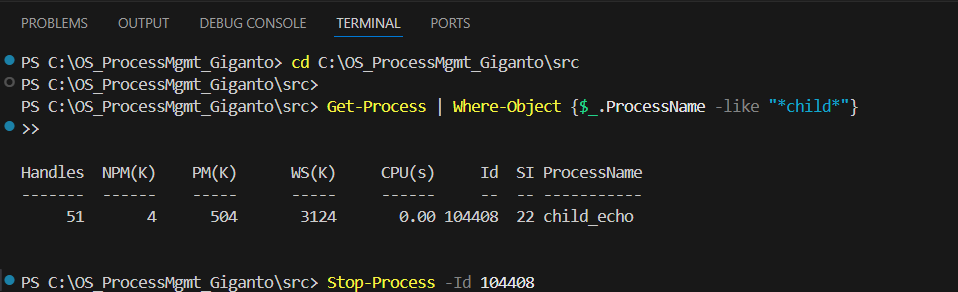 PROBLEMS OUTPUT DEBUG CONSOLE TERMINAL PORTS
PS C:\OS_ProcessMgmt_Giganto> cd C:\OS_ProcessMgmt_Giganto\src
PS C:\OS_ProcessMgmt_Giganto\src>
PS C:\OS_ProcessMgmt_Giganto\src> Get-Process | Where-Object {$_.ProcessName -like "*child*"}
>>
Handles NPM(K) PM(K) WS(K) CPU(s) Id SI ProcessName
------- ------ ----- ----- ------ -- -- -----------
51 4 504 3124 0.00 104408 22 child_echo
PS C:\OS_ProcessMgmt_Giganto\src> Stop-Process -Id 104408